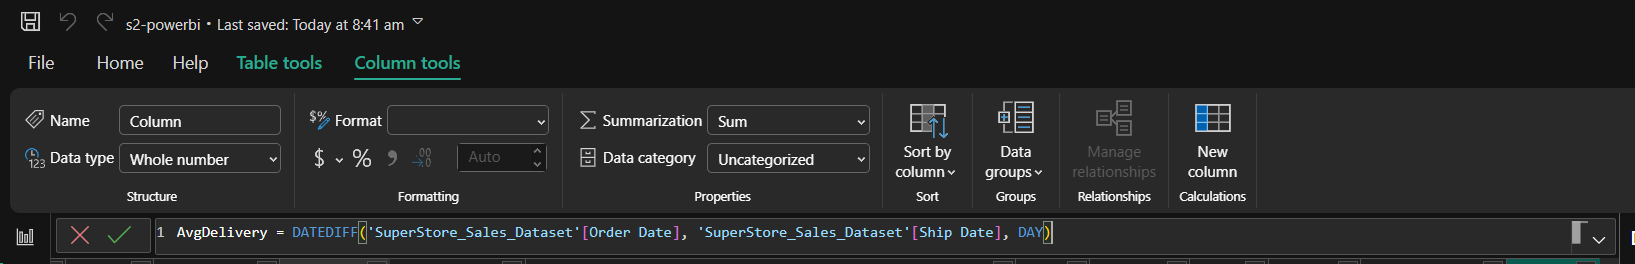 s2-powerbi • Last saved: Today at 8:41 am
File Home Help Table tools Column tools
Name Column $% Format Summarization Sum
123 Data type Whole number $ % Auto Data category Uncategorized
Sort by column
Data groups
Manage relationships
New column
Structure Formatting Properties Sort Groups Relationships Calculations
1 AvgDelivery = DATEDIFF('SuperStore_Sales_Dataset'[Order Date], 'SuperStore_Sales_Dataset'[Ship Date], DAY)